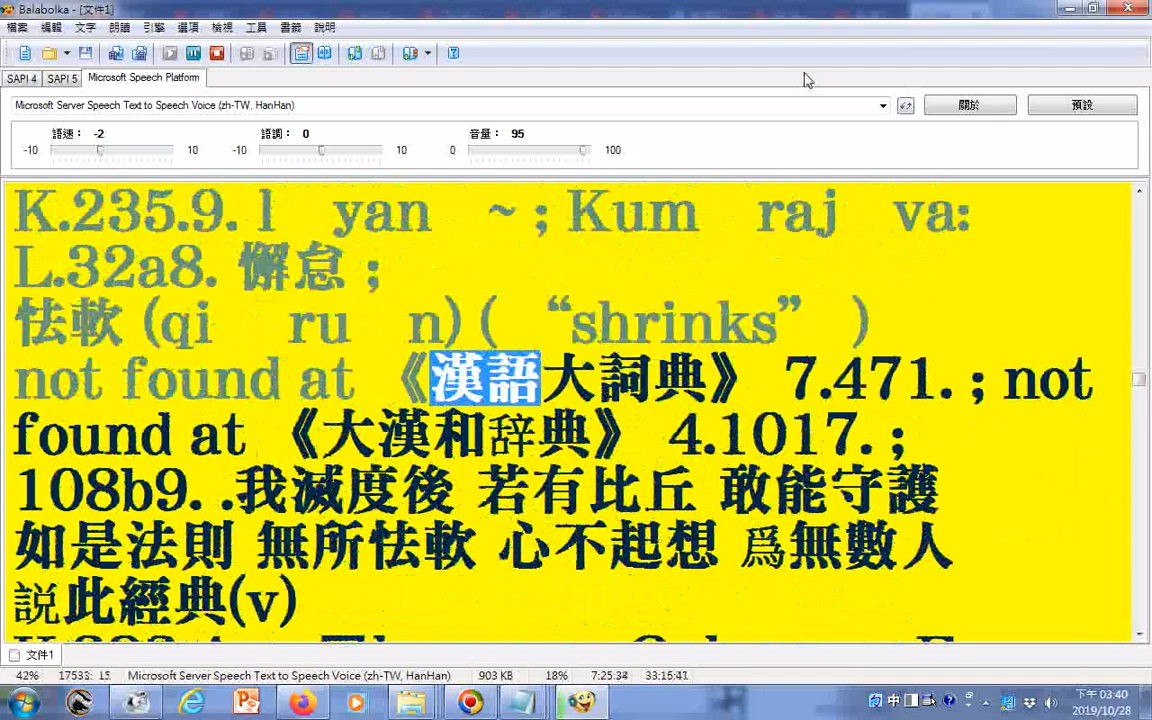 Balabolka - [文件1]
檔案 編輯 文字 朗讀 引擎 選項 檢視 工具 書籤 說明
SAPI 4 SAPI 5 Microsoft Speech Platform
Microsoft Server Speech Text to Speech Voice (zh-TW, HanHan) 關於 預設
語速： -2 語調： 0 音量： 95
-10 10 -10 10 0 100
K.235.9. l yan ~ ; Kum raj va:
L.32a8. 懈怠 ;
怯軟 (qi ru n) ( “shrinks” )
not found at 《漢語大詞典》 7.471. ; not
found at 《大漢和辞典》 4.1017. ;
108b9. .我滅度後 若有比丘 敢能守護
如是法則 無所怯軟 心不起想 爲無數人
説此經典(v)
文件1
42% 17533: 15 Microsoft Server Speech Text to Speech Voice (zh-TW, HanHan) 903 KB 18% 7:25:34 33:15:41
中 下午 03:40
2019/10/28